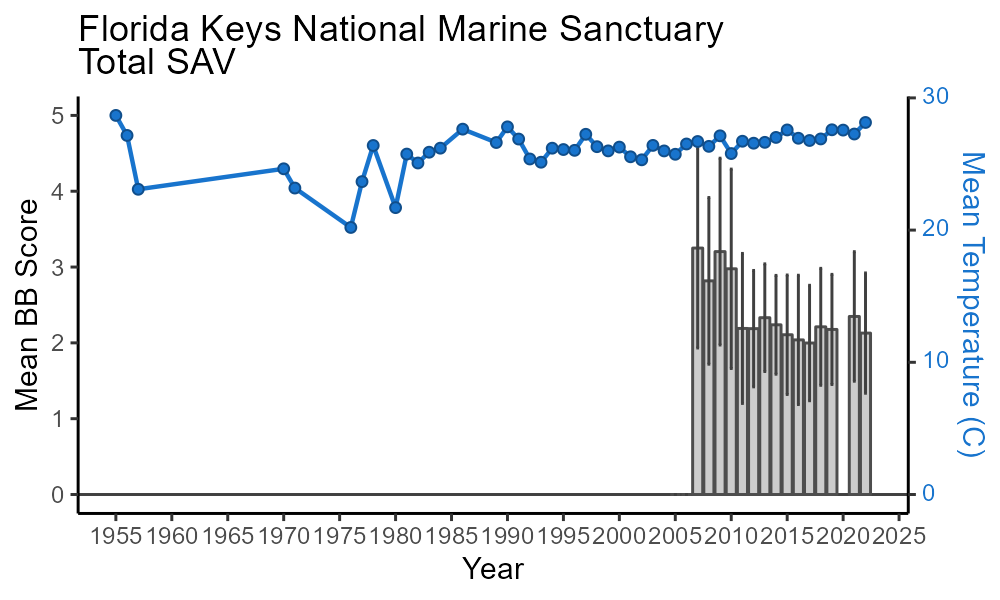 Florida Keys National Marine Sanctuary
Total SAV
5
4
3
2
1
0
Mean BB Score
30
20
10
0
Mean Temperature (C)
1955 1960 1965 1970 1975 1980 1985 1990 1995 2000 2005 2010 2015 2020 2025
Year